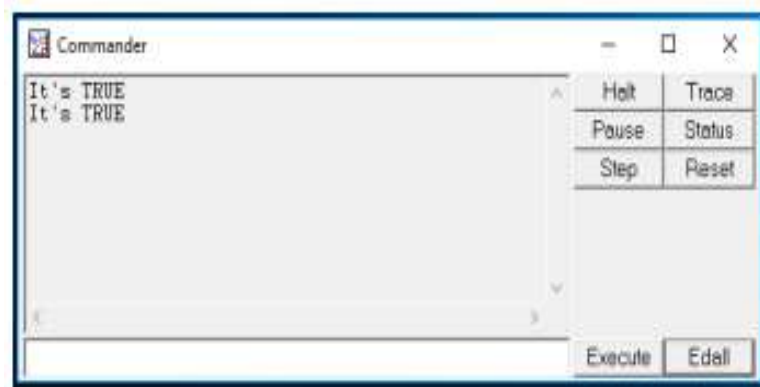 Commander
It's TRUE
It's TRUE
Halt Trace
Pause Status
Step Reset
Execute Edall